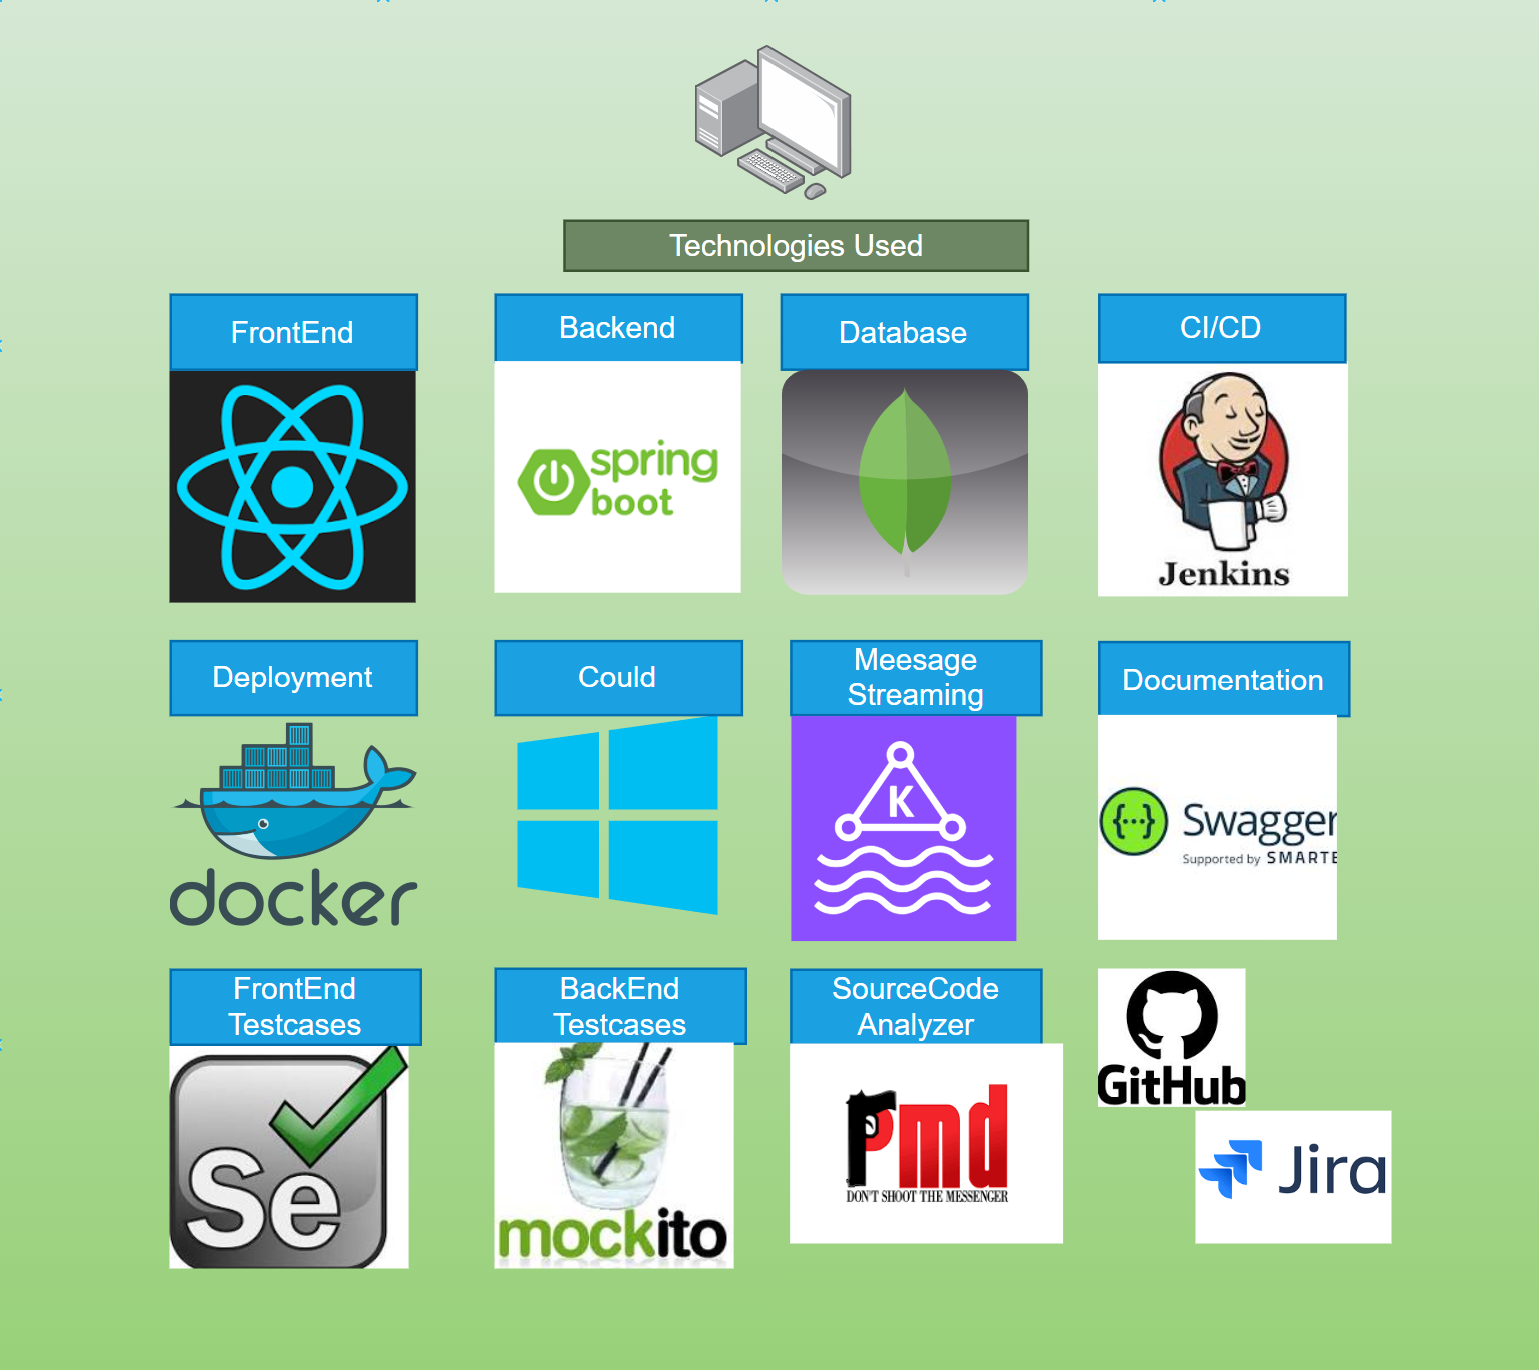 Technologies Used
FrontEnd
Backend
Database
CI/CD
spring
boot
Jenkins
Deployment
Could
Meesage
Streaming
Documentation
docker
K
{···}
Swagger
Supported by SMARTE
FrontEnd
Testcases
BackEnd
Testcases
SourceCode
Analyzer
GitHub
Se
mockito
Pmd
DON'T SHOOT THE MESSENGER
Jira